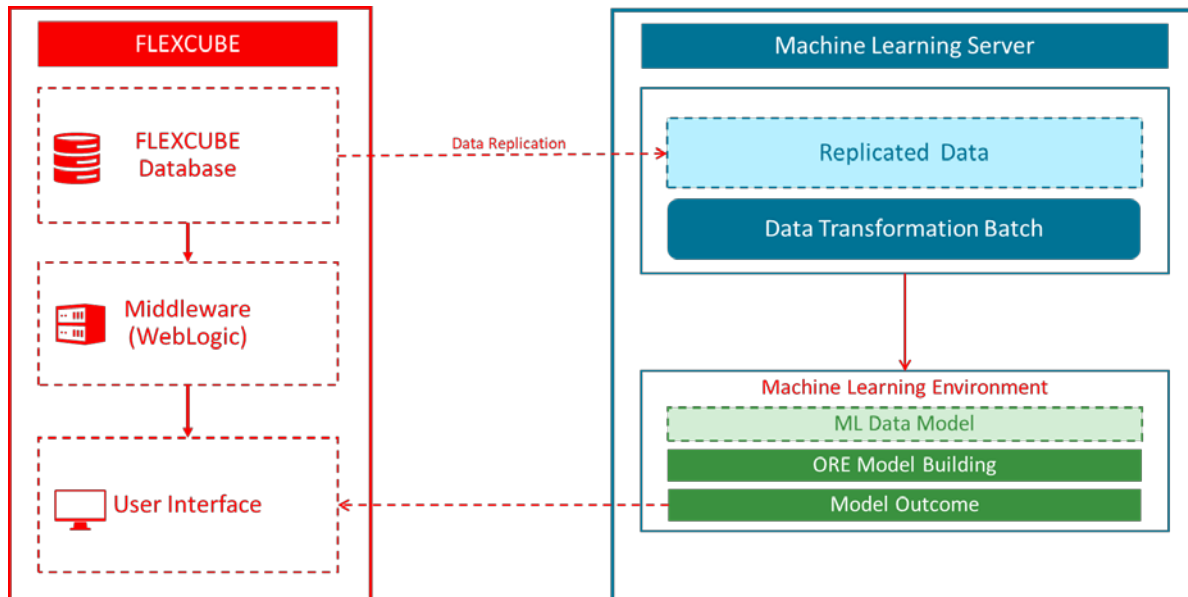 FLEXCUBE
FLEXCUBE
Database
Middleware
(WebLogic)
User Interface
Data Replication
Machine Learning Server
Replicated Data
Data Transformation Batch
Machine Learning Environment
ML Data Model
ORE Model Building
Model Outcome